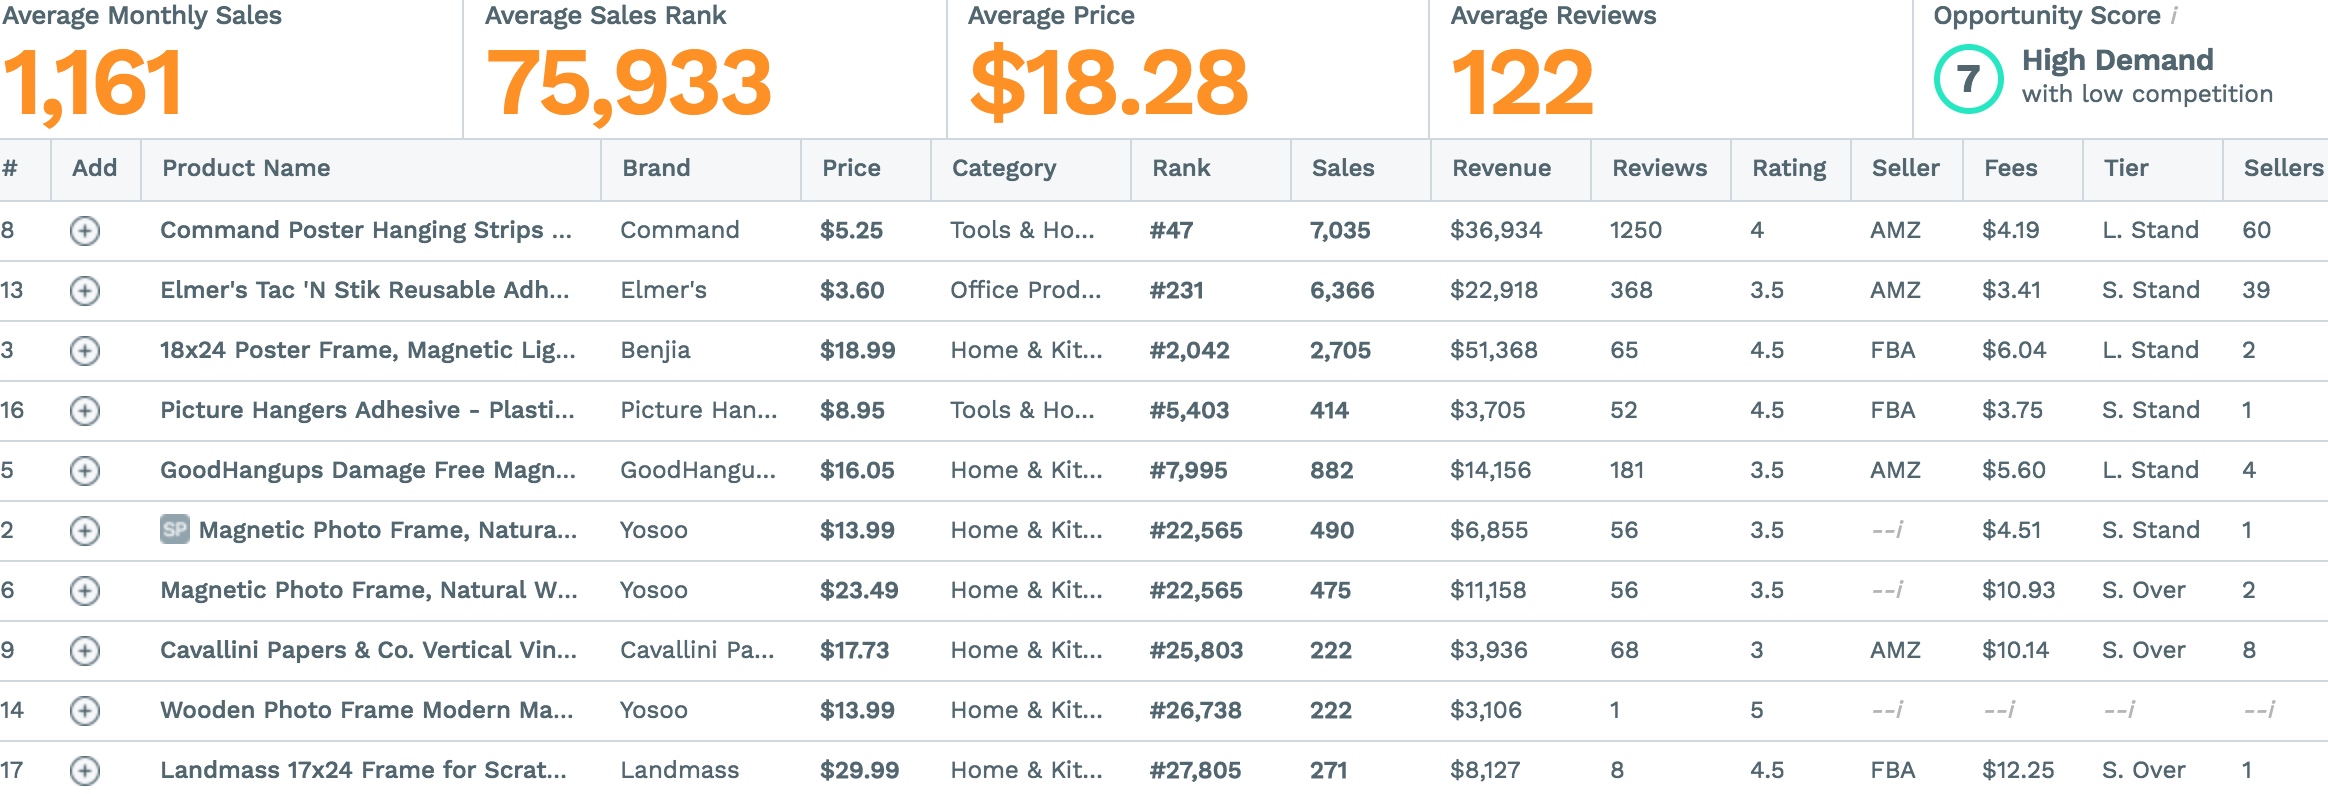 Average Monthly Sales Average Sales Rank Average Price Average Reviews Opportunity Score i
1,161 75,933 $18.28 122 7 High Demand
with low competition
# Add Product Name Brand Price Category Rank Sales Revenue Reviews Rating Seller Fees Tier Sellers
8 Command Poster Hanging Strips ... Command $5.25 Tools & Ho... #47 7,035 $36,934 1250 4 AMZ $4.19 L. Stand 60
13 Elmer's Tac 'N Stik Reusable Adh... Elmer's $3.60 Office Prod... #231 6,366 $22,918 368 3.5 AMZ $3.41 S. Stand 39
3 18x24 Poster Frame, Magnetic Lig... Benjia $18.99 Home & Kit... #2,042 2,705 $51,368 65 4.5 FBA $6.04 L. Stand 2
16 Picture Hangers Adhesive - Plasti... Picture Han... $8.95 Tools & Ho... #5,403 414 $3,705 52 4.5 FBA $3.75 S. Stand 1
5 GoodHangups Damage Free Magn... GoodHangu... $16.05 Home & Kit... #7,995 882 $14,156 181 3.5 AMZ $5.60 L. Stand 4
2 SP Magnetic Photo Frame, Natura... Yosoo $13.99 Home & Kit... #22,565 490 $6,855 56 3.5 --i $4.51 S. Stand 1
6 Magnetic Photo Frame, Natural W... Yosoo $23.49 Home & Kit... #22,565 475 $11,158 56 3.5 --i $10.93 S. Over 2
9 Cavallini Papers & Co. Vertical Vin... Cavallini Pa... $17.73 Home & Kit... #25,803 222 $3,936 68 3 AMZ $10.14 S. Over 8
14 Wooden Photo Frame Modern Ma... Yosoo $13.99 Home & Kit... #26,738 222 $3,106 1 5 --i --i --i --i
17 Landmass 17x24 Frame for Scrat... Landmass $29.99 Home & Kit... #27,805 271 $8,127 8 4.5 FBA $12.25 S. Over 1